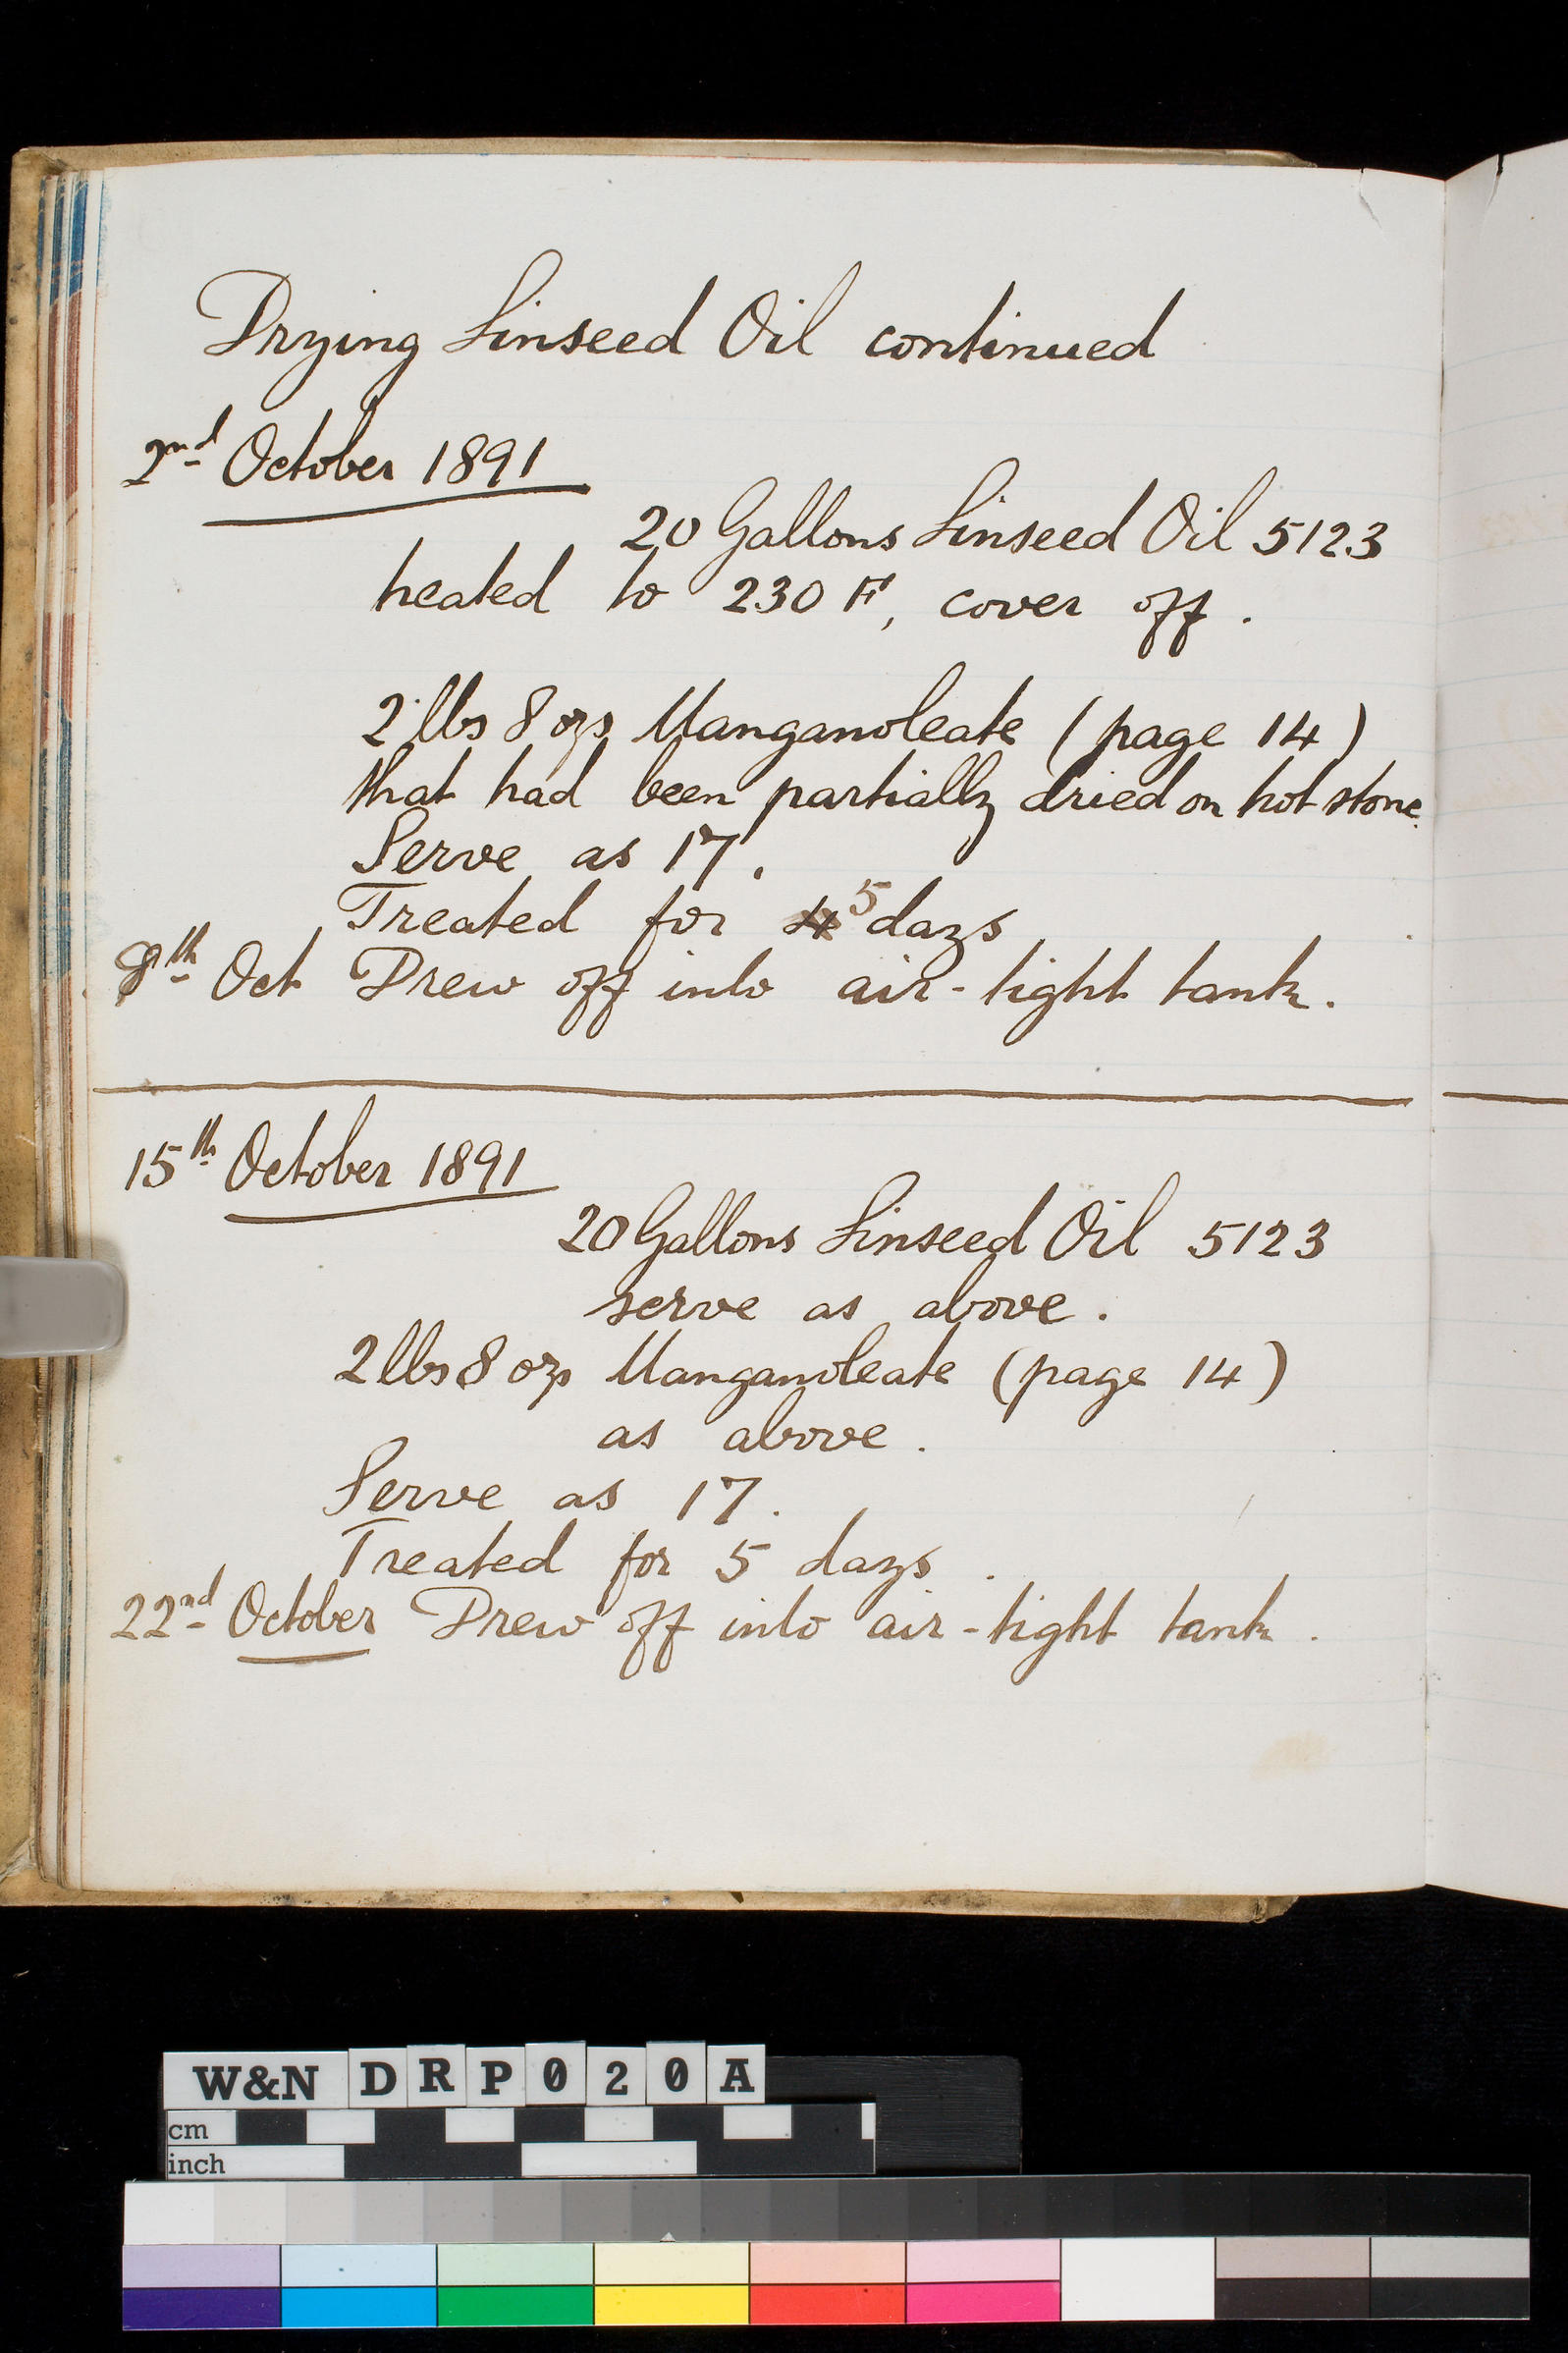 Drying Linseed Oil continued
2nd October 1891
20 Gallons Linseed Oil 5123
heated to 230 F, cover off.
2 lbs 8 ozs Manganoleate (page 14)
that had been partially dried on hot stone.
Serve as 17.
Treated for 4 5 days
8th Oct Drew off into air-tight tank.
15th October 1891
20 Gallons Linseed Oil 5123
serve as above.
2 lbs 8 ozs Manganoleate (page 14)
as above.
Serve as 17.
Treated for 5 days.
22nd October Drew off into air-tight tank.
W&N DRP020A
cm
inch